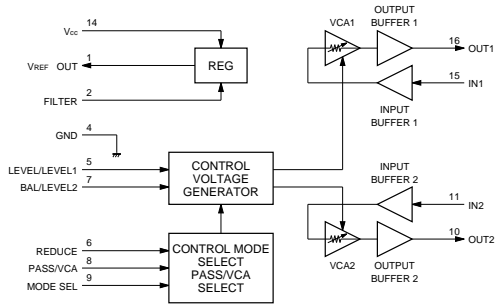 14
Vcc
1
VREF OUT
2
FILTER
REG
4
GND
5
LEVEL/LEVEL1
7
BAL/LEVEL2
CONTROL
VOLTAGE
GENERATOR
6
REDUCE
8
PASS/VCA
9
MODE SEL
CONTROL MODE
SELECT
PASS/VCA
SELECT
VCA1
OUTPUT
BUFFER 1
16
OUT1
15
IN1
INPUT
BUFFER 1
INPUT
BUFFER 2
11
IN2
10
OUT2
VCA2
OUTPUT
BUFFER 2